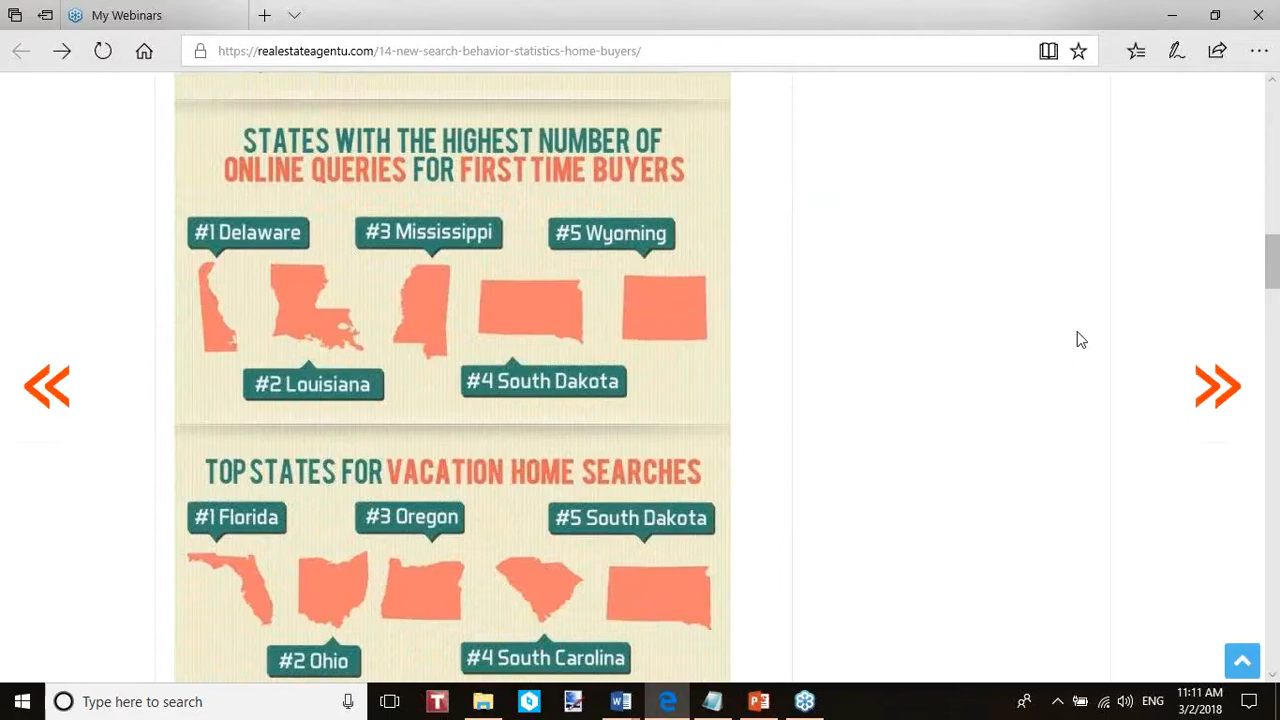 My Webinars
https://realestateagentu.com/14-new-search-behavior-statistics-home-buyers/
STATES WITH THE HIGHEST NUMBER OF
ONLINE QUERIES FOR FIRST TIME BUYERS
#1 Delaware
#3 Mississippi
#5 Wyoming
#2 Louisiana
#4 South Dakota
TOP STATES FOR VACATION HOME SEARCHES
#1 Florida
#3 Oregon
#5 South Dakota
#2 Ohio
#4 South Carolina
Type here to search
ENG
11:11 AM
3/2/2018